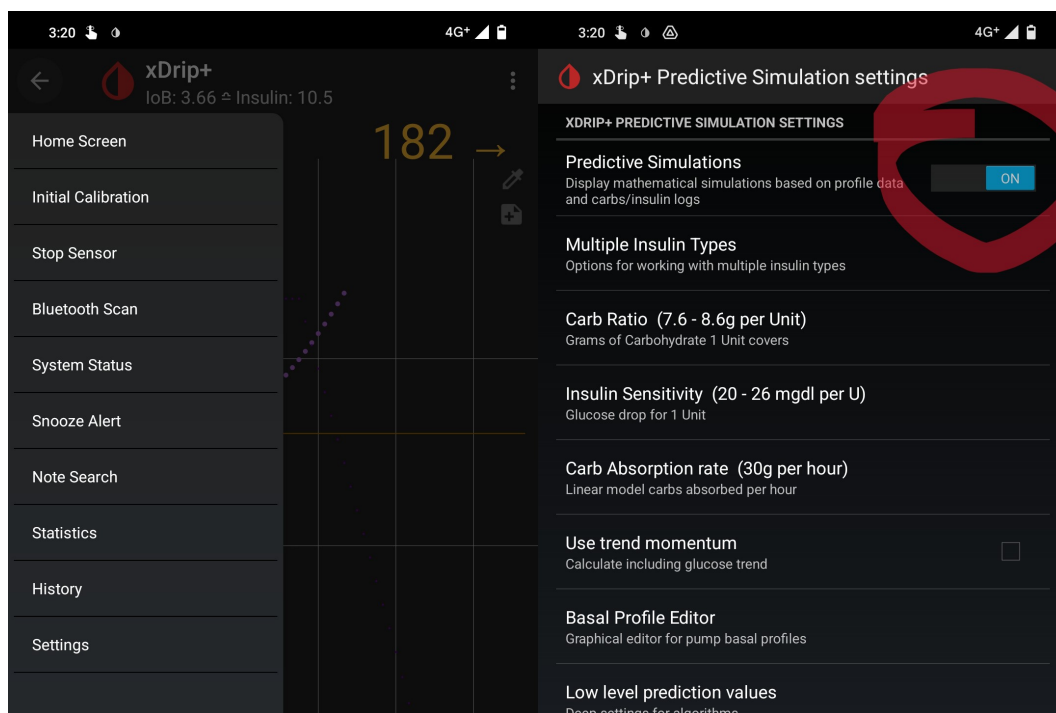 3:20
4G+
xDrip+
IoB: 3.66 ≏ Insulin: 10.5
Home Screen
182 →
Initial Calibration
Stop Sensor
Bluetooth Scan
System Status
Snooze Alert
Note Search
Statistics
History
Settings
3:20
4G+
xDrip+ Predictive Simulation settings
XDRIP+ PREDICTIVE SIMULATION SETTINGS
Predictive Simulations
Display mathematical simulations based on profile data
and carbs/insulin logs
ON
Multiple Insulin Types
Options for working with multiple insulin types
Carb Ratio (7.6 - 8.6g per Unit)
Grams of Carbohydrate 1 Unit covers
Insulin Sensitivity (20 - 26 mgdl per U)
Glucose drop for 1 Unit
Carb Absorption rate (30g per hour)
Linear model carbs absorbed per hour
Use trend momentum
Calculate including glucose trend
Basal Profile Editor
Graphical editor for pump basal profiles
Low level prediction values
Deep settings for algorithms